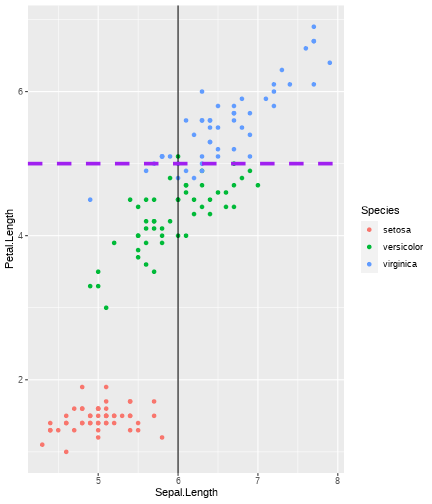 6
4
2
Petal.Length
5
6
7
8
Sepal.Length
Species
setosa
versicolor
virginica